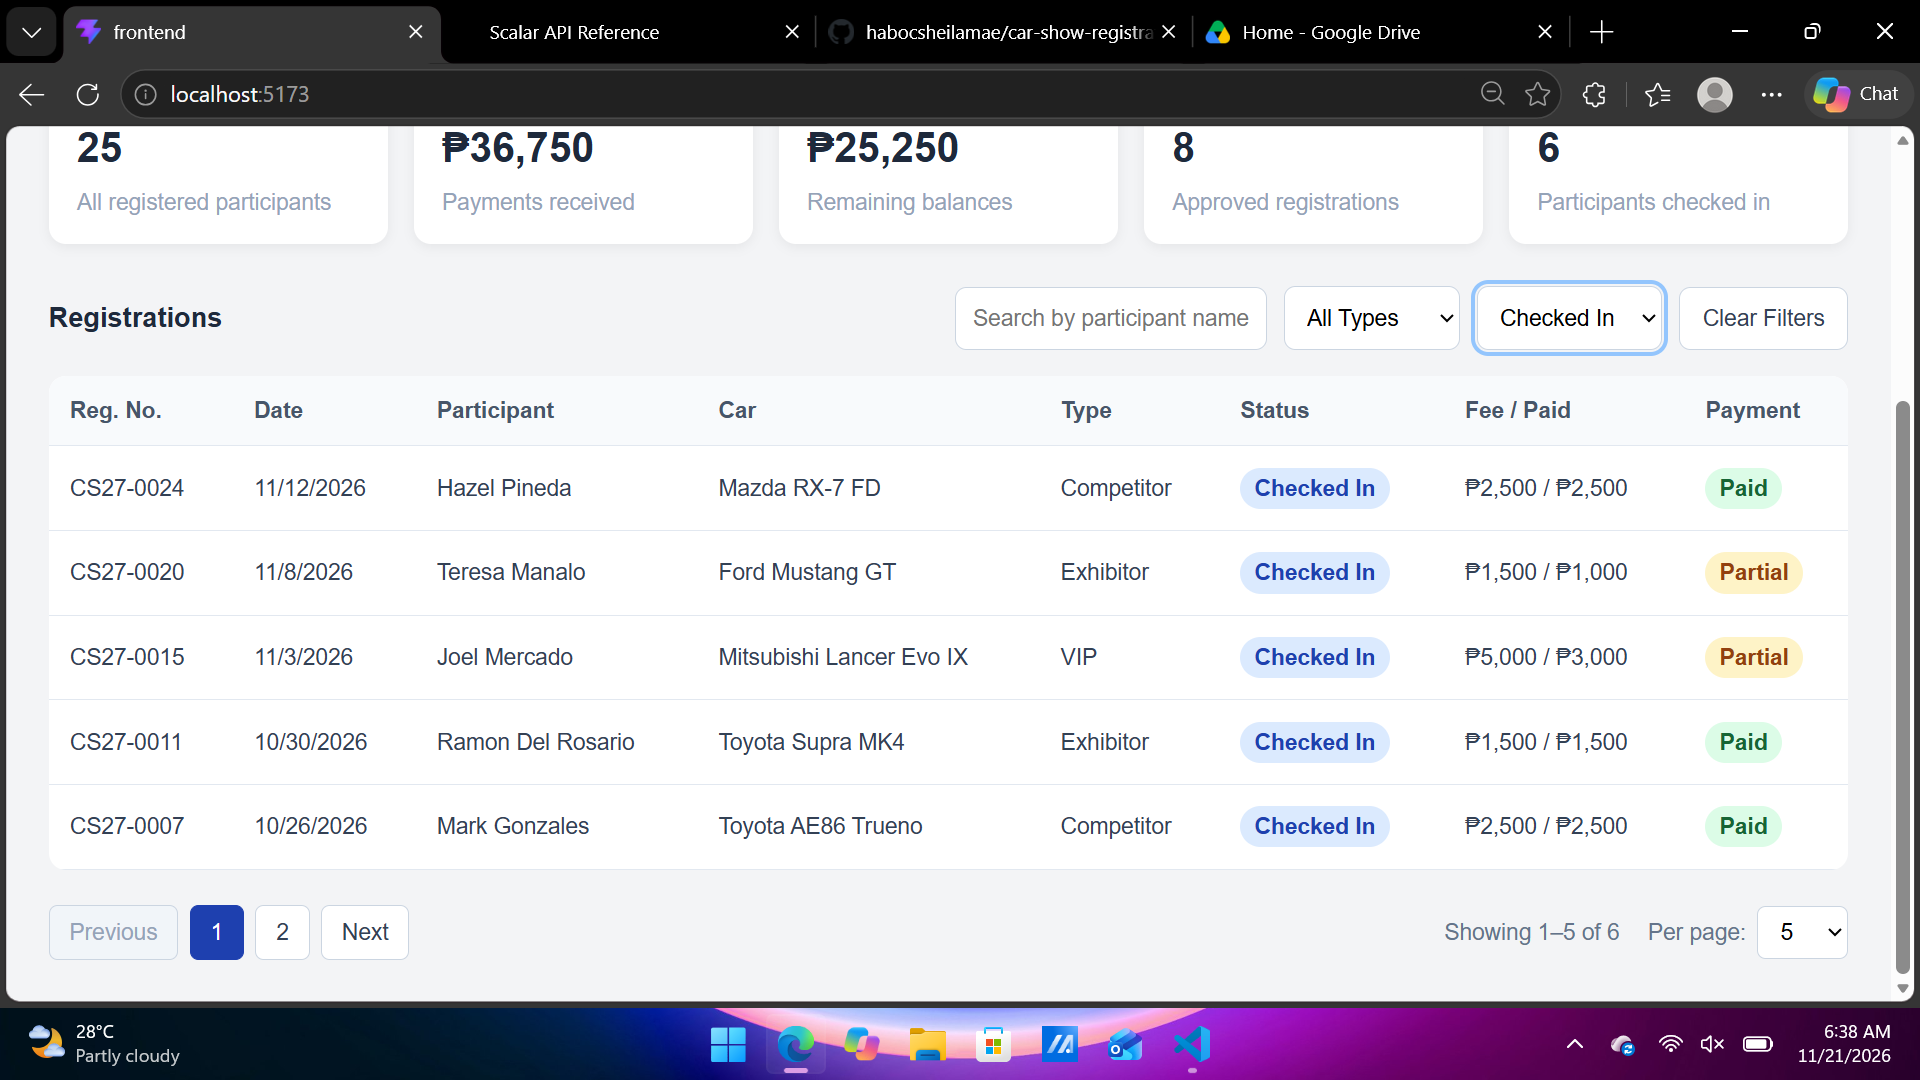 frontend
Scalar API Reference
habocsheilamae/car-show-registra
Home - Google Drive
localhost:5173
Chat
25
₱36,750
₱25,250
8
6
All registered participants
Payments received
Remaining balances
Approved registrations
Participants checked in
Registrations
Search by participant name
All Types
Checked In
Clear Filters
Reg. No. Date Participant Car Type Status Fee / Paid Payment
CS27-0024 11/12/2026 Hazel Pineda Mazda RX-7 FD Competitor Checked In ₱2,500 / ₱2,500 Paid
CS27-0020 11/8/2026 Teresa Manalo Ford Mustang GT Exhibitor Checked In ₱1,500 / ₱1,000 Partial
CS27-0015 11/3/2026 Joel Mercado Mitsubishi Lancer Evo IX VIP Checked In ₱5,000 / ₱3,000 Partial
CS27-0011 10/30/2026 Ramon Del Rosario Toyota Supra MK4 Exhibitor Checked In ₱1,500 / ₱1,500 Paid
CS27-0007 10/26/2026 Mark Gonzales Toyota AE86 Trueno Competitor Checked In ₱2,500 / ₱2,500 Paid
Previous 1 2 Next
Showing 1–5 of 6 Per page: 5
28°C
Partly cloudy
6:38 AM
11/21/2026